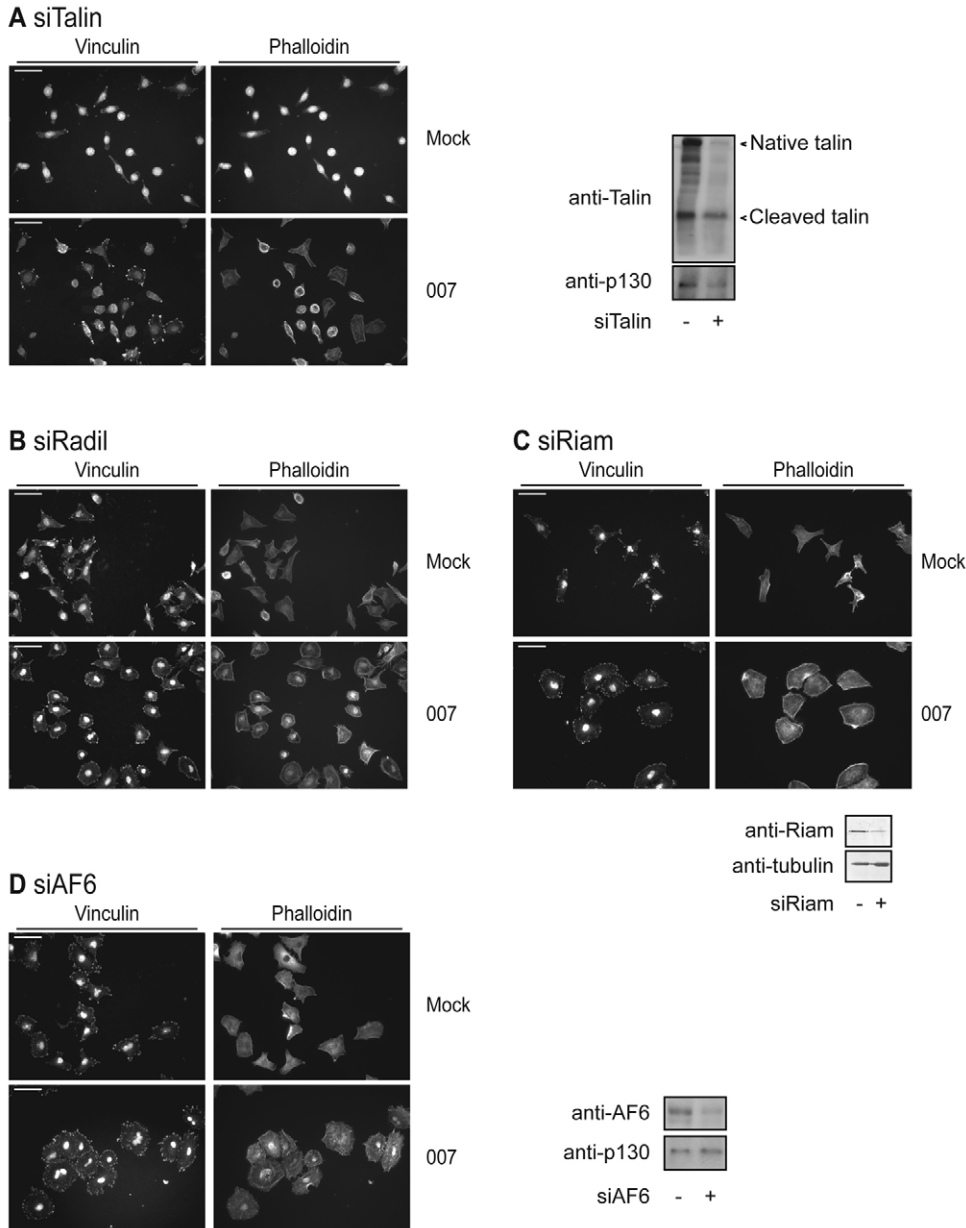 A siTalin
Vinculin Phalloidin
Mock
007
anti-Talin
Native talin
Cleaved talin
anti-p130
siTalin - +
B siRadil
Vinculin Phalloidin
Mock
007
C siRiam
Vinculin Phalloidin
Mock
007
anti-Riam
anti-tubulin
siRiam - +
D siAF6
Vinculin Phalloidin
Mock
007
anti-AF6
anti-p130
siAF6 - +